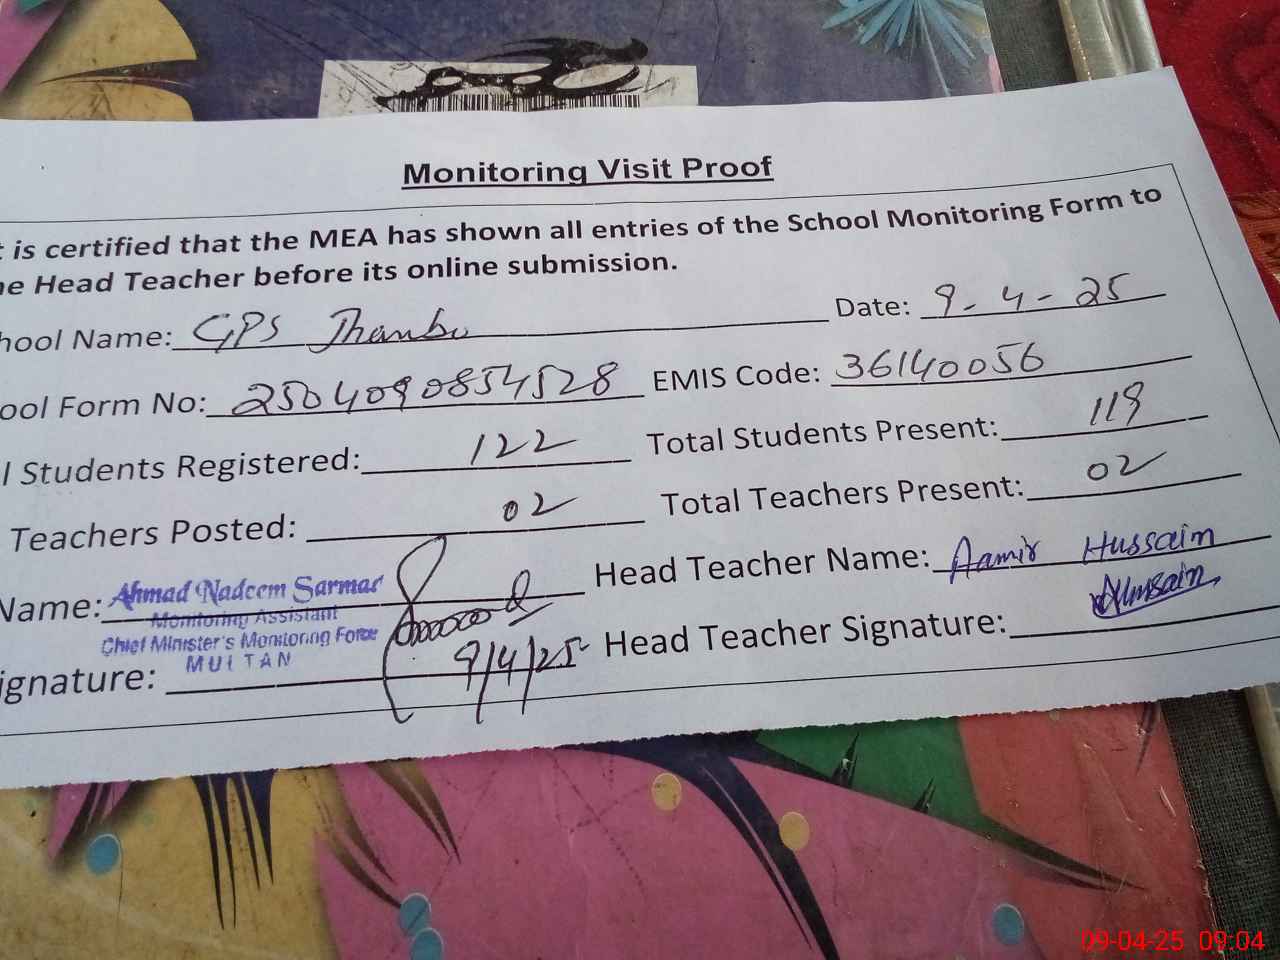 Monitoring Visit Proof
t is certified that the MEA has shown all entries of the School Monitoring Form to
he Head Teacher before its online submission.
hool Name: GPS Jhanbu Date: 9-4-25
ool Form No: 2504090854528 EMIS Code: 36140056
l Students Registered: 122 Total Students Present: 119
Teachers Posted: 02 Total Teachers Present: 02
Name: Ahmad Nadeem Sarmad Head Teacher Name: Aamir Hussain
Monitoring Assistant
Chief Minister's Monitoring Force
MULTAN
ignature: 9/4/25 Head Teacher Signature:
09-04-25 09:04